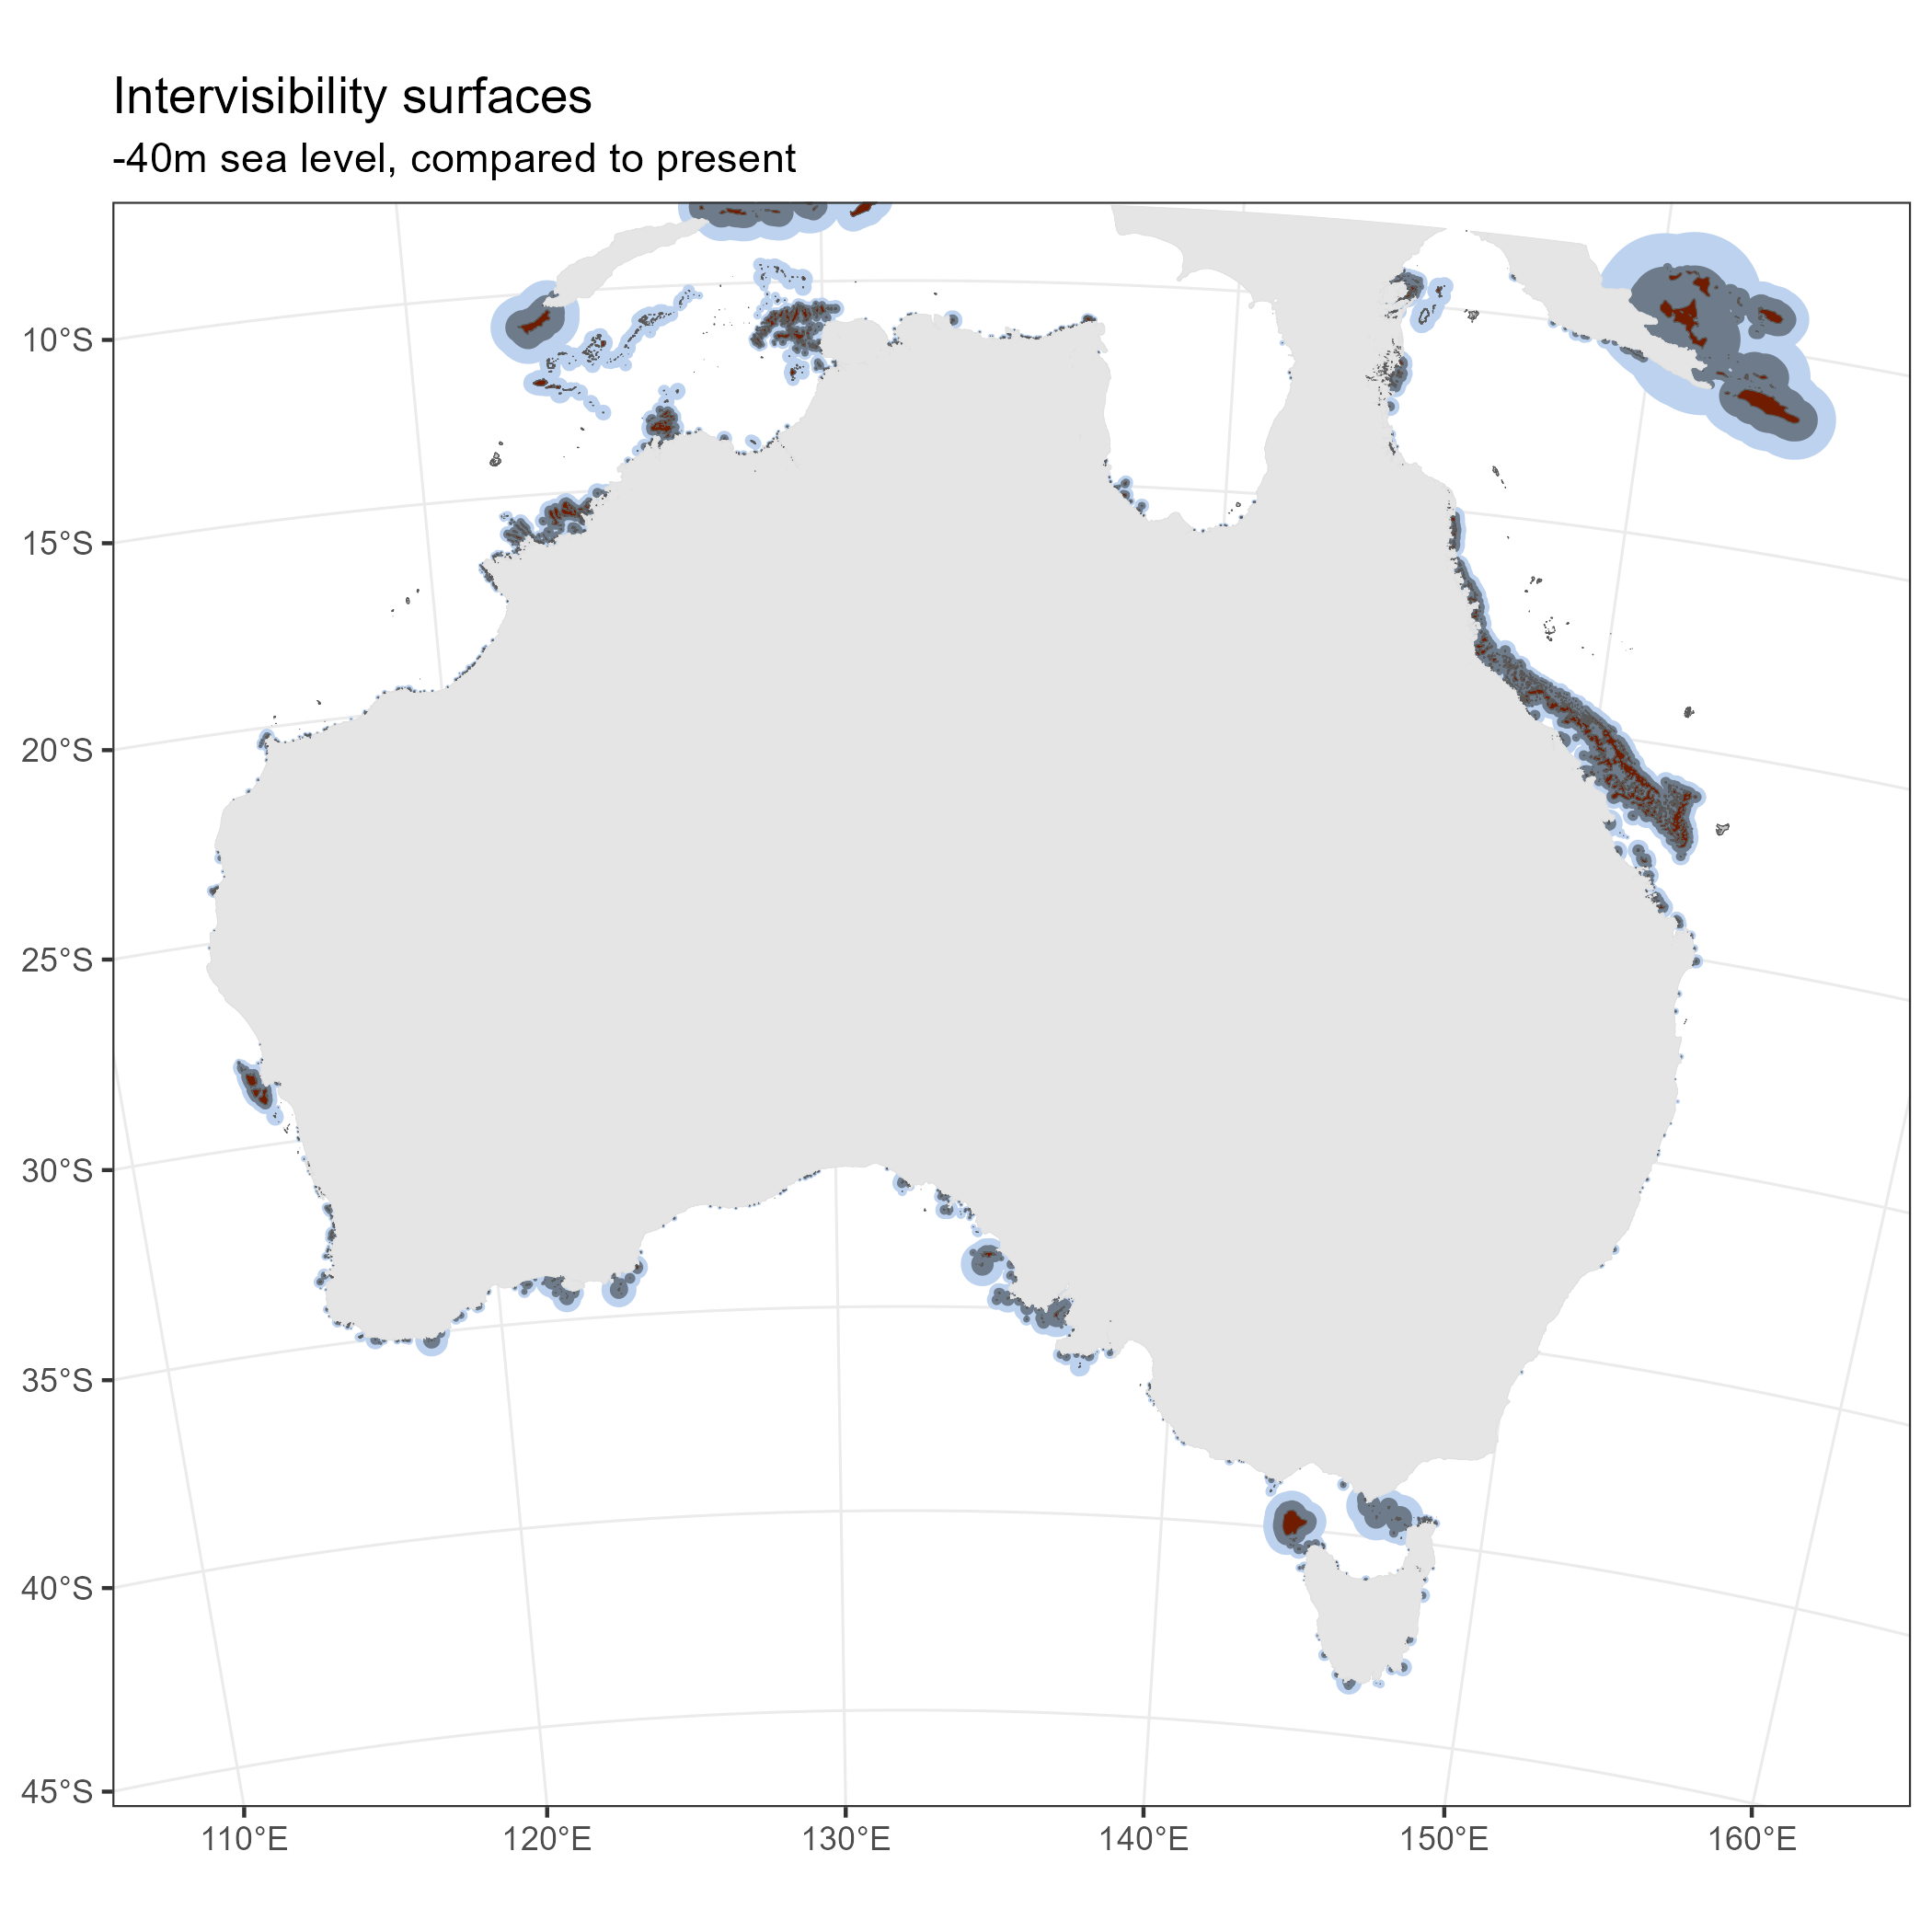 Intervisibility surfaces
-40m sea level, compared to present
10°S
15°S
20°S
25°S
30°S
35°S
40°S
45°S
110°E 120°E 130°E 140°E 150°E 160°E